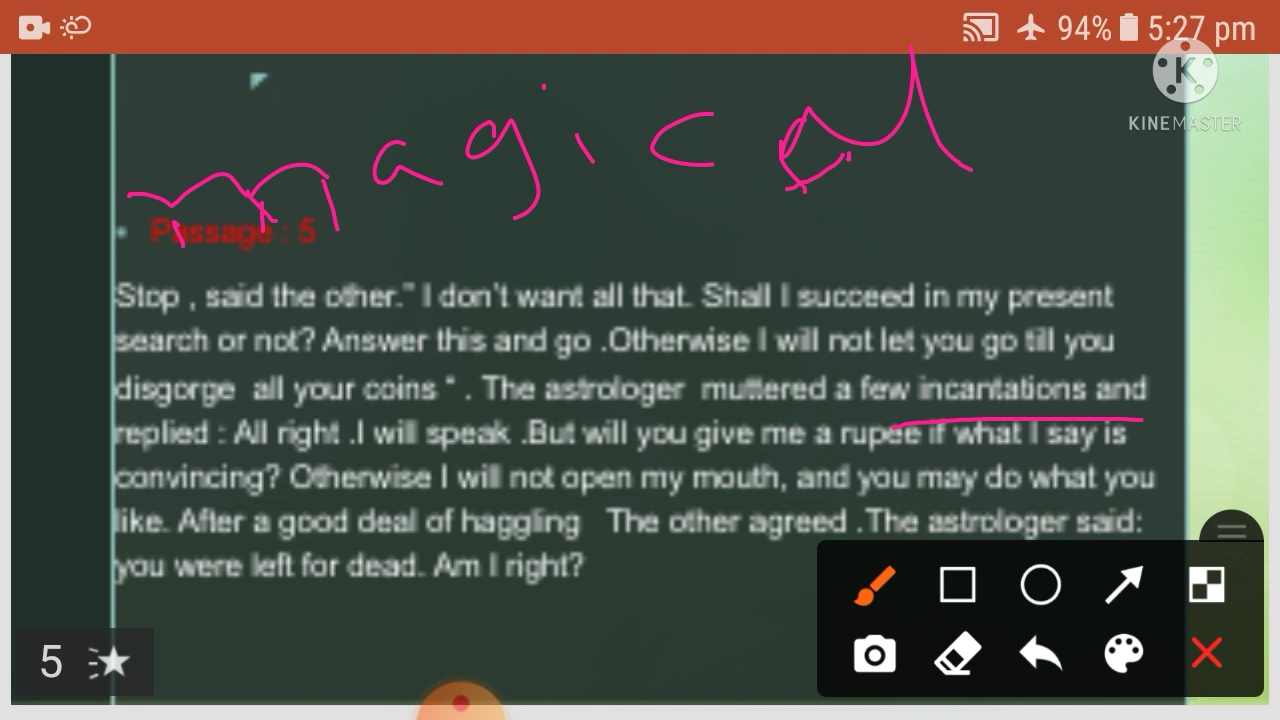 94% 5:27 pm
K
KINEMASTER
magical
• Passage : 5
Stop , said the other." I don't want all that. Shall I succeed in my present
search or not? Answer this and go .Otherwise I will not let you go till you
disgorge all your coins " . The astrologer muttered a few incantations and
replied : All right .I will speak .But will you give me a rupee if what I say is
convincing? Otherwise I will not open my mouth, and you may do what you
like. After a good deal of haggling The other agreed .The astrologer said:
you were left for dead. Am I right?
5